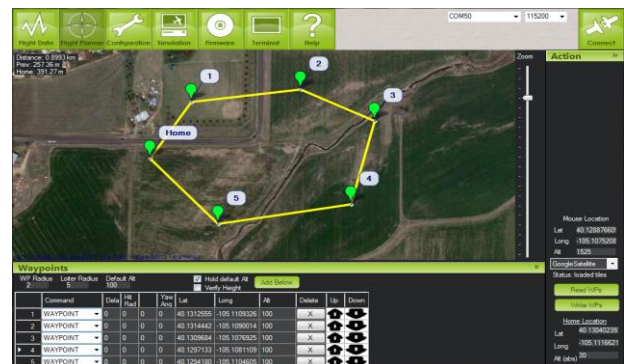 COM50 115200
Flight Data Flight Planner Configuration Simulation Firmware Terminal Help Connect
Distance: 0.8993 km
Prev: 257.36 m
Home: 391.27 m
Zoom
Action
1
2
3
Home
4
5
Mouse Location
Lat 40.12887660
Long -105.1075208
Alt 1525
GoogleSatellite
Status: loaded tiles
Read WPs
Write WPs
Home Location
Lat 40.13040239
Long -105.1116621
Alt (abs) 20
Waypoints
WP Radius Loiter Radius Default Alt
2 5 100
Hold default Alt
Verify Height
Add Below
Command Dela Hit Rad Yaw Ang Lat Long Alt Delete Up Down
1 WAYPOINT 0 0 0 0 40.1312555 -105.1109326 100 X
2 WAYPOINT 0 0 0 0 40.1314442 -105.1090014 100 X
3 WAYPOINT 0 0 0 0 40.1309684 -105.1076925 100 X
4 WAYPOINT 0 0 0 0 40.1297133 -105.1081109 100 X
5 WAYPOINT 0 0 0 0 40.1294180 -105.1104605 100 X